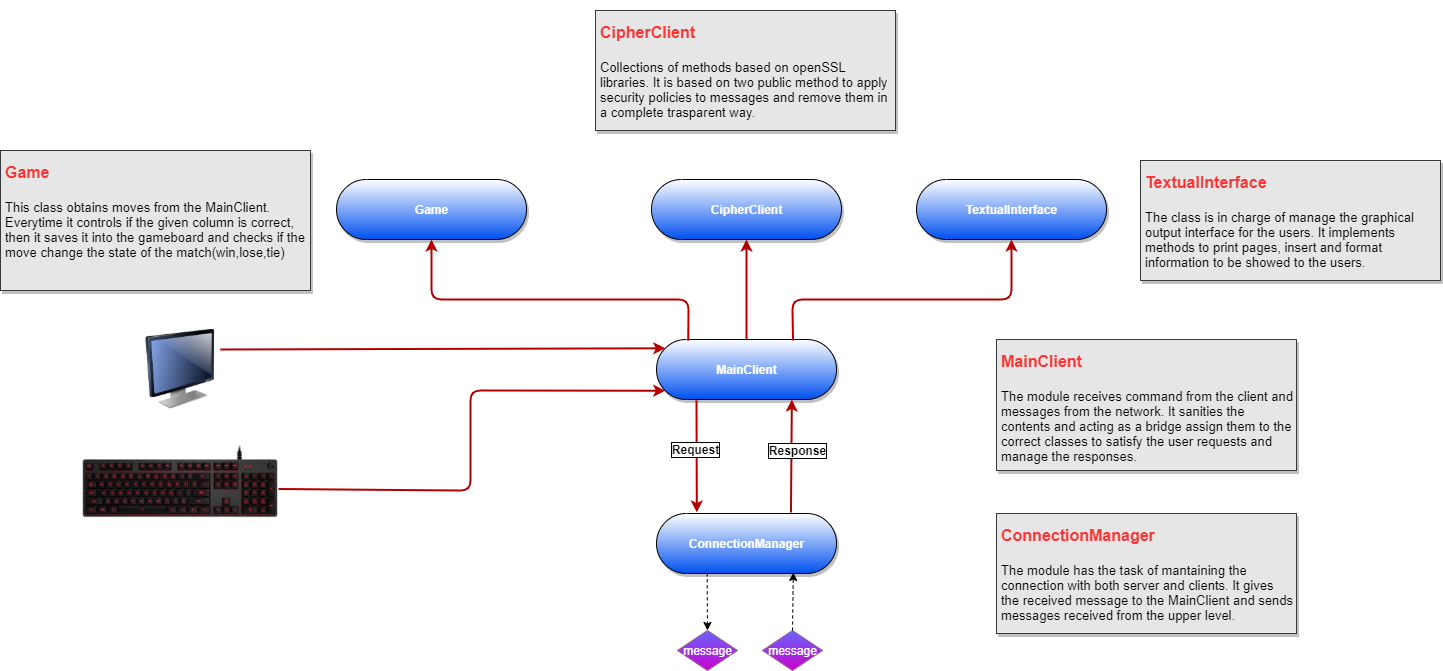 CipherClient
Collections of methods based on openSSL
libraries. It is based on two public method to apply
security policies to messages and remove them in
a complete trasparent way.
Game
This class obtains moves from the MainClient.
Everytime it controls if the given column is correct,
then it saves it into the gameboard and checks if the
move change the state of the match(win,lose,tie)
Game
CipherClient
TextualInterface
TextualInterface
The class is in charge of manage the graphical
output interface for the users. It implements
methods to print pages, insert and format
information to be showed to the users.
MainClient
MainClient
The module receives command from the client and
messages from the network. It sanities the
contents and acting as a bridge assign them to the
correct classes to satisfy the user requests and
manage the responses.
Request
Response
ConnectionManager
ConnectionManager
The module has the task of mantaining the
connection with both server and clients. It gives
the received message to the MainClient and sends
messages received from the upper level.
message
message